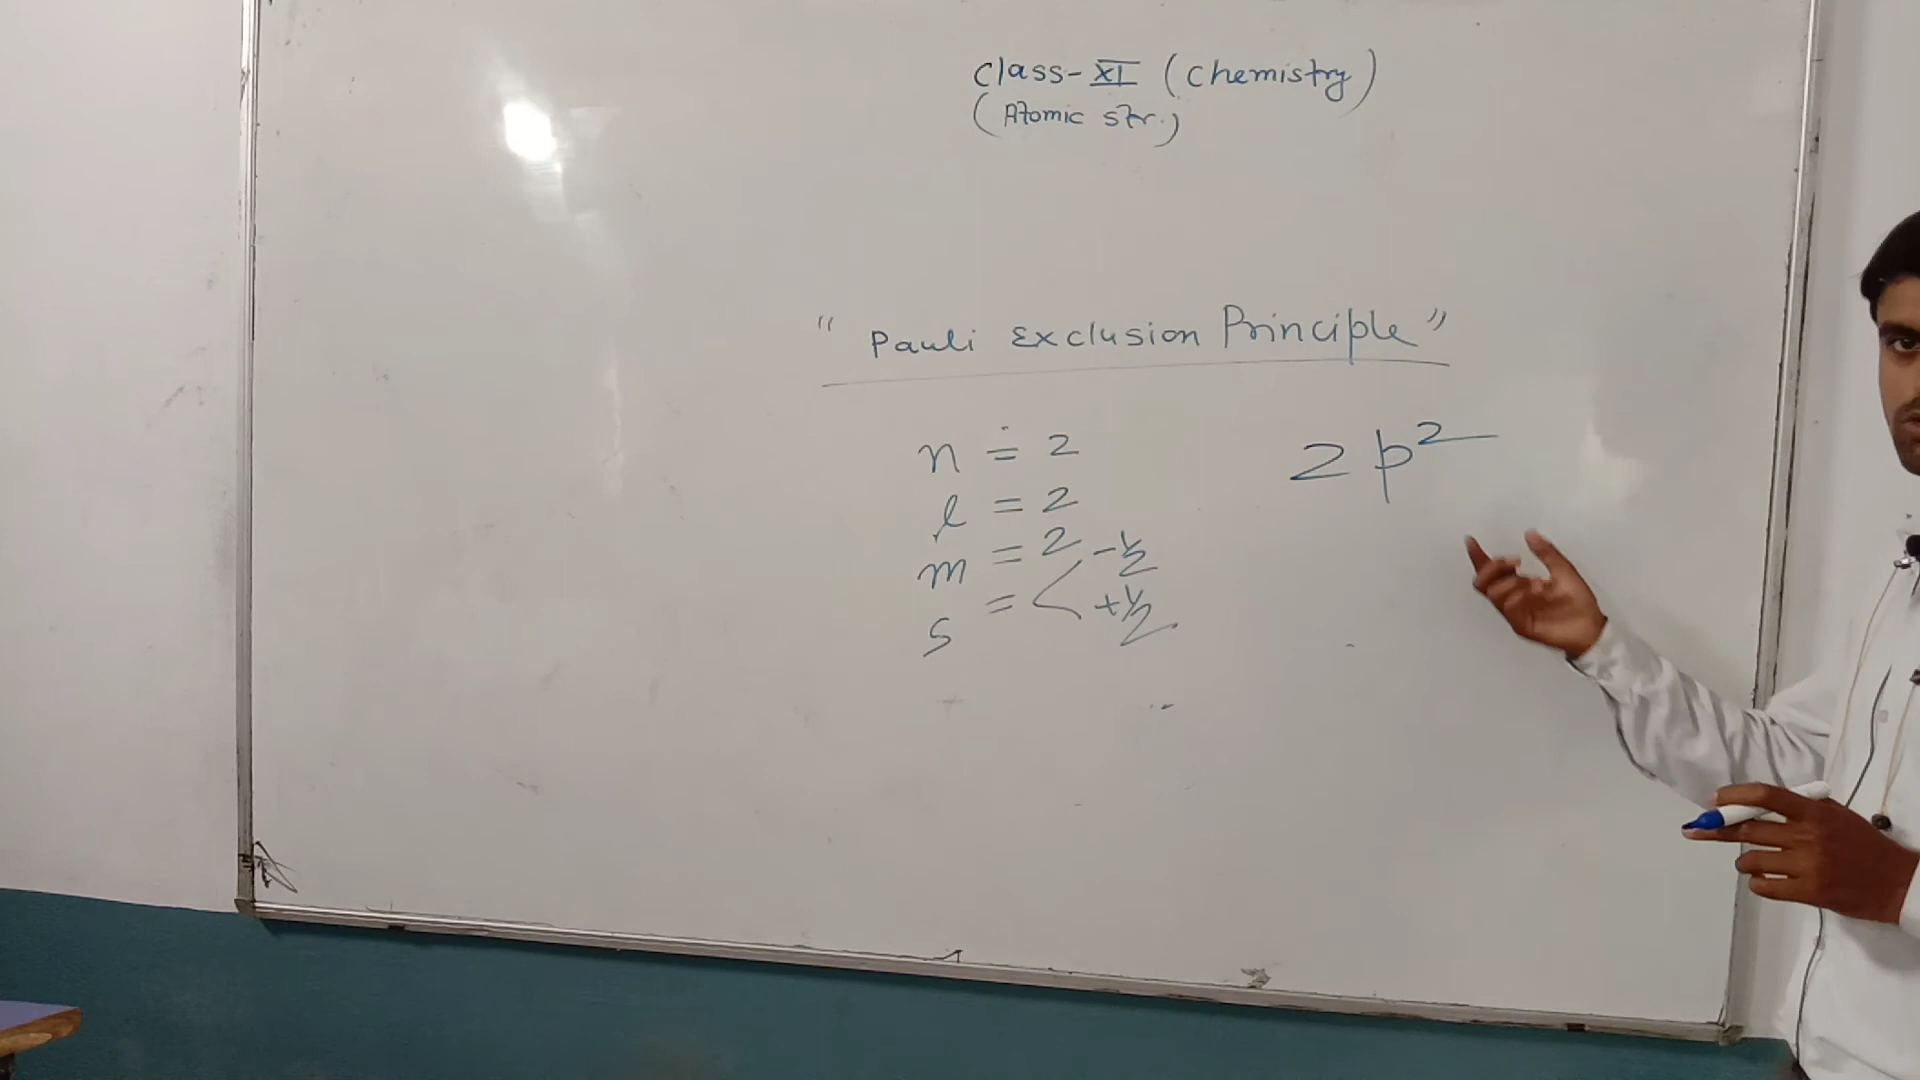 Class-XI (Chemistry)
(Atomic str.)
" Pauli Exclusion Principle "
n = 2
l = 2
m = 2
s = < -½
+½
2p²